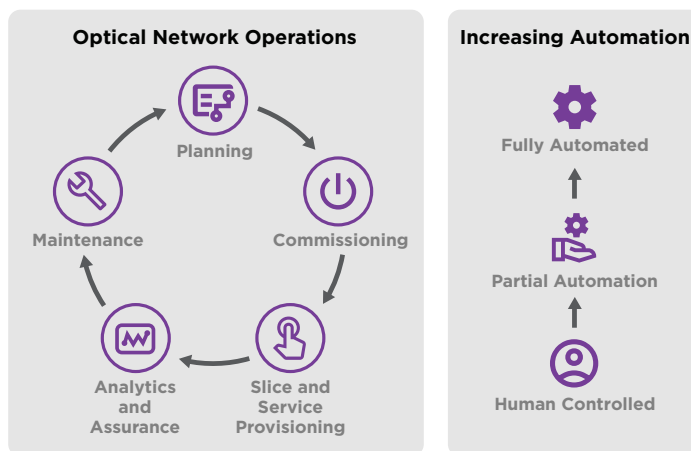 Optical Network Operations
Planning
Commissioning
Slice and
Service
Provisioning
Analytics
and
Assurance
Maintenance
Increasing Automation
Fully Automated
Partial Automation
Human Controlled